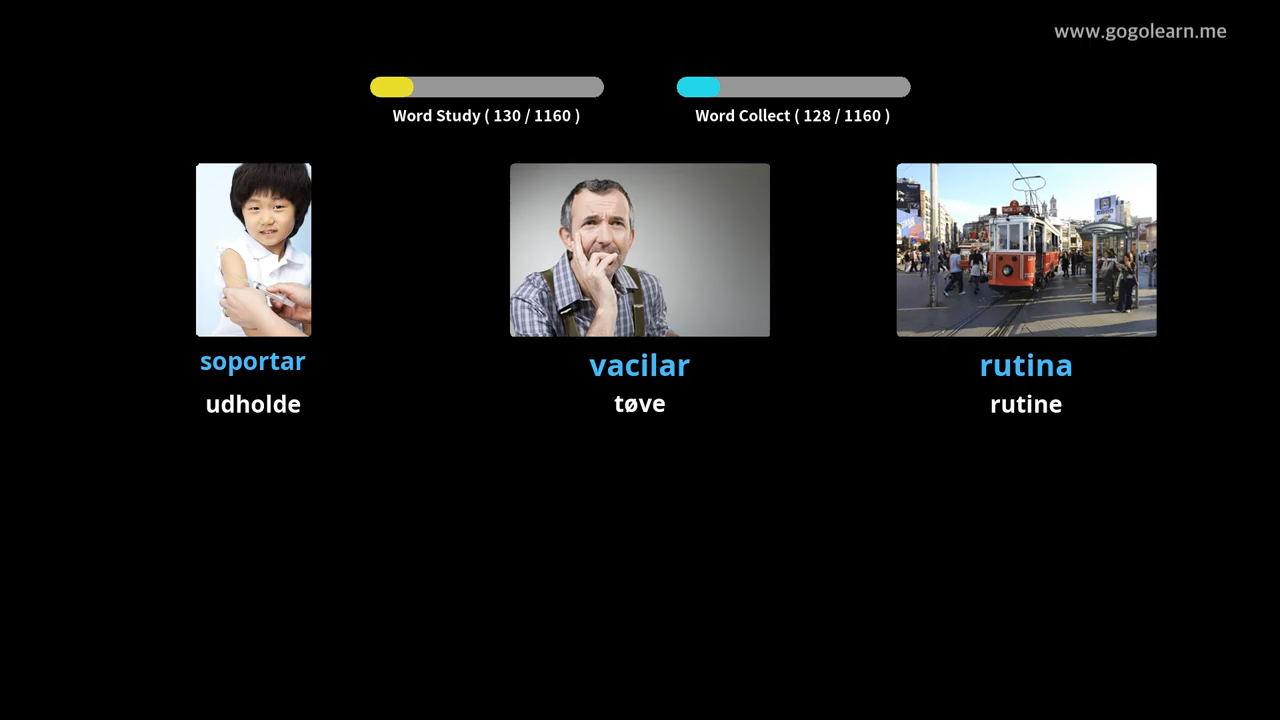 www.gogolearn.me
Word Study ( 130 / 1160 )
Word Collect ( 128 / 1160 )
soportar
udholde
vacilar
tøve
rutina
rutine